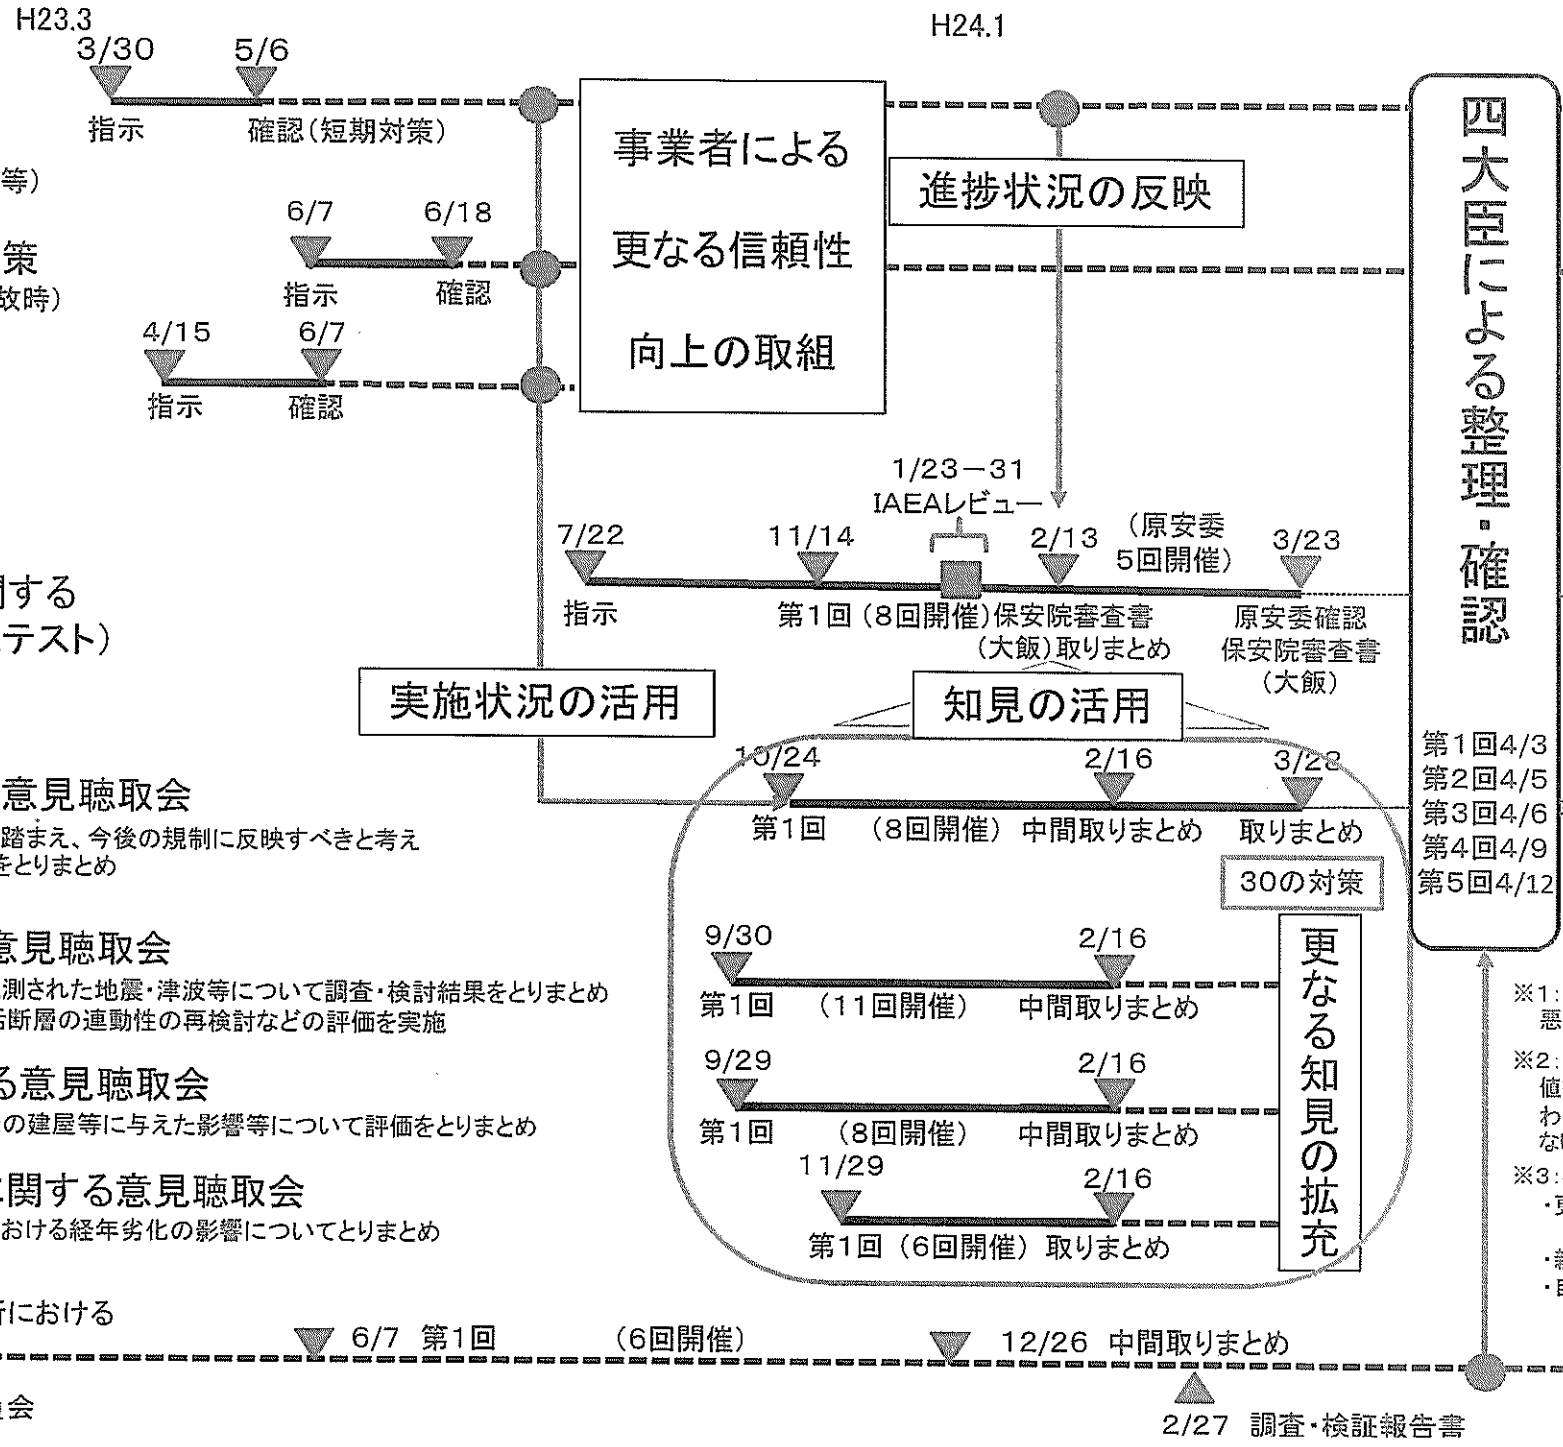 H23.3
H24.1
3/30
5/6
指示
確認(短期対策)
等)
6/7
6/18
策
指示
確認
故時)
4/15
6/7
指示
確認
事業者による
更なる信頼性
向上の取組
進捗状況の反映
四大臣による整理・確認
第1回4/3
第2回4/5
第3回4/6
第4回4/9
第5回4/12
1/23-31
IAEAレビュー
7/22
11/14
2/13
(原安委
5回開催)
3/23
指示
第1回(8回開催)保安院審査書
(大飯)取りまとめ
原安委確認
保安院審査書
(大飯)
関する
テスト)
実施状況の活用
知見の活用
10/24
2/16
3/28
第1回
(8回開催)
中間取りまとめ
取りまとめ
意見聴取会
踏まえ、今後の規制に反映すべきと考え
をとりまとめ
30の対策
更なる知見の拡充
9/30
2/16
第1回
(11回開催)
中間取りまとめ
意見聴取会
測された地震・津波等について調査・検討結果をとりまとめ
活断層の連動性の再検討などの評価を実施
9/29
2/16
第1回
(8回開催)
中間取りまとめ
る意見聴取会
の建屋等に与えた影響等について評価をとりまとめ
11/29
2/16
第1回(6回開催)取りまとめ
に関する意見聴取会
おける経年劣化の影響についてとりまとめ
※1:
悪
※2:
値
わ
な
※3:
における
6/7 第1回
(6回開催)
12/26 中間取りまとめ
会
2/27 調査・検証報告書